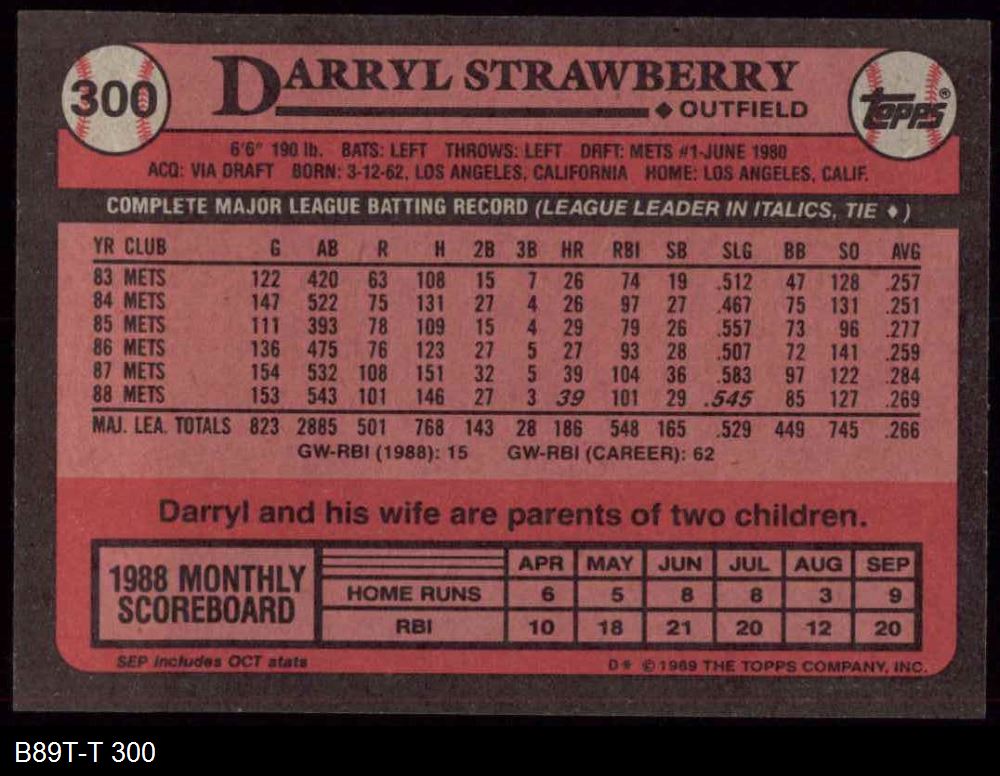 300
DARRYL STRAWBERRY
◆ OUTFIELD
topps®
6'6" 190 lb. BATS: LEFT THROWS: LEFT DRFT: METS #1-JUNE 1980
ACQ: VIA DRAFT BORN: 3-12-62, LOS ANGELES, CALIFORNIA HOME: LOS ANGELES, CALIF.
COMPLETE MAJOR LEAGUE BATTING RECORD (LEAGUE LEADER IN ITALICS, TIE ♦)
YR CLUB G AB R H 2B 3B HR RBI SB SLG BB SO AVG
83 METS 122 420 63 108 15 7 26 74 19 .512 47 128 .257
84 METS 147 522 75 131 27 4 26 97 27 .467 75 131 .251
85 METS 111 393 78 109 15 4 29 79 26 .557 73 96 .277
86 METS 136 475 76 123 27 5 27 93 28 .507 72 141 .259
87 METS 154 532 108 151 32 5 39 104 36 .583 97 122 .284
88 METS 153 543 101 146 27 3 39 101 29 .545 85 127 .269
MAJ. LEA. TOTALS 823 2885 501 768 143 28 186 548 165 .529 449 745 .266
GW-RBI (1988): 15 GW-RBI (CAREER): 62
Darryl and his wife are parents of two children.
1988 MONTHLY
SCOREBOARD
APR MAY JUN JUL AUG SEP
HOME RUNS 6 5 8 8 3 9
RBI 10 18 21 20 12 20
SEP includes OCT stats
D* © 1989 THE TOPPS COMPANY, INC.
B89T-T 300